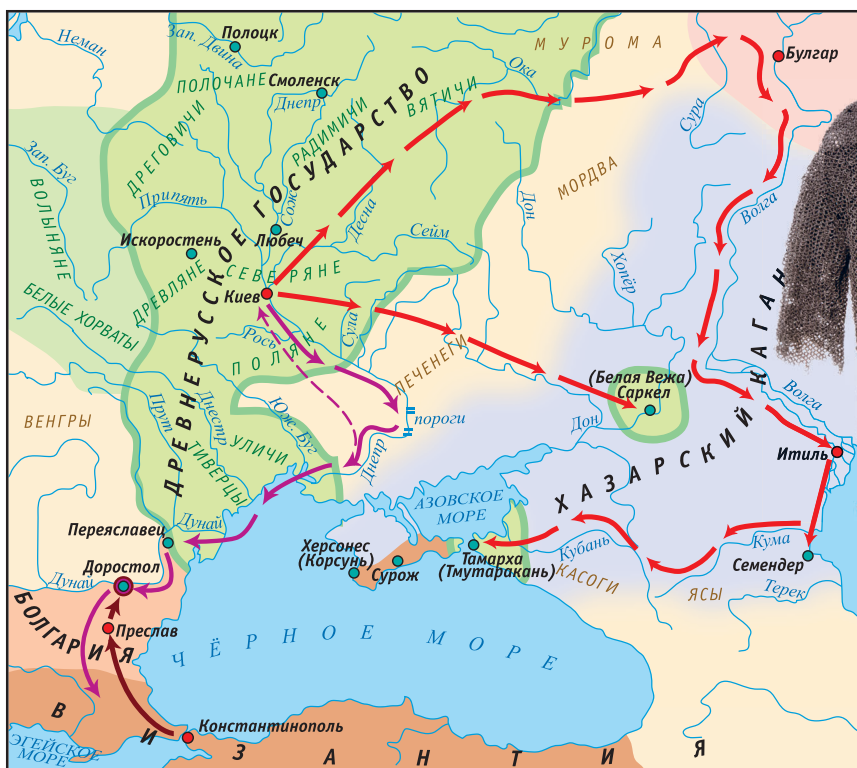 Неман
Зап. Двина
Полоцк
ПОЛОЧАНЕ
Смоленск
Днепр
МУРОМА
Булгар
Ока
Сура
ДРЕГОВИЧИ
РАДИМИЧИ
ВЯТИЧИ
ДРЕВНЕРУССКОЕ ГОСУДАРСТВО
Зап. Буг
ВОЛЫНЯНЕ
Припять
Сож
Десна
Дон
МОРДВА
Волга
Искоростень
Любеч
Сейм
Хопёр
ДРЕВЛЯНЕ
СЕВЕРЯНЕ
Киев
БЕЛЫЕ ХОРВАТЫ
Рось
Сула
ПОЛЯНЕ
ПЕЧЕНЕГИ
(Белая Вежа)
Саркел
ХАЗАРСКИЙ КАГАН
Волга
ВЕНГРЫ
Прут
Днестр
Юж. Буг
пороги
Дон
УЛИЧИ
ТИВЕРЦЫ
Днепр
Итиль
Переяславец
Дунай
АЗОВСКОЕ
МОРЕ
Херсонес
(Корсунь)
Сурож
Тамарха
(Тмутаракань)
Кубань
Кума
Семендер
КАСОГИ
ЯСЫ
Терек
Доростол
Дунай
БОЛГАРИЯ
Преслав
ЧЁРНОЕ МОРЕ
Константинополь
ВИЗАНТИЯ
ЭГЕЙСКОЕ
МОРЕ